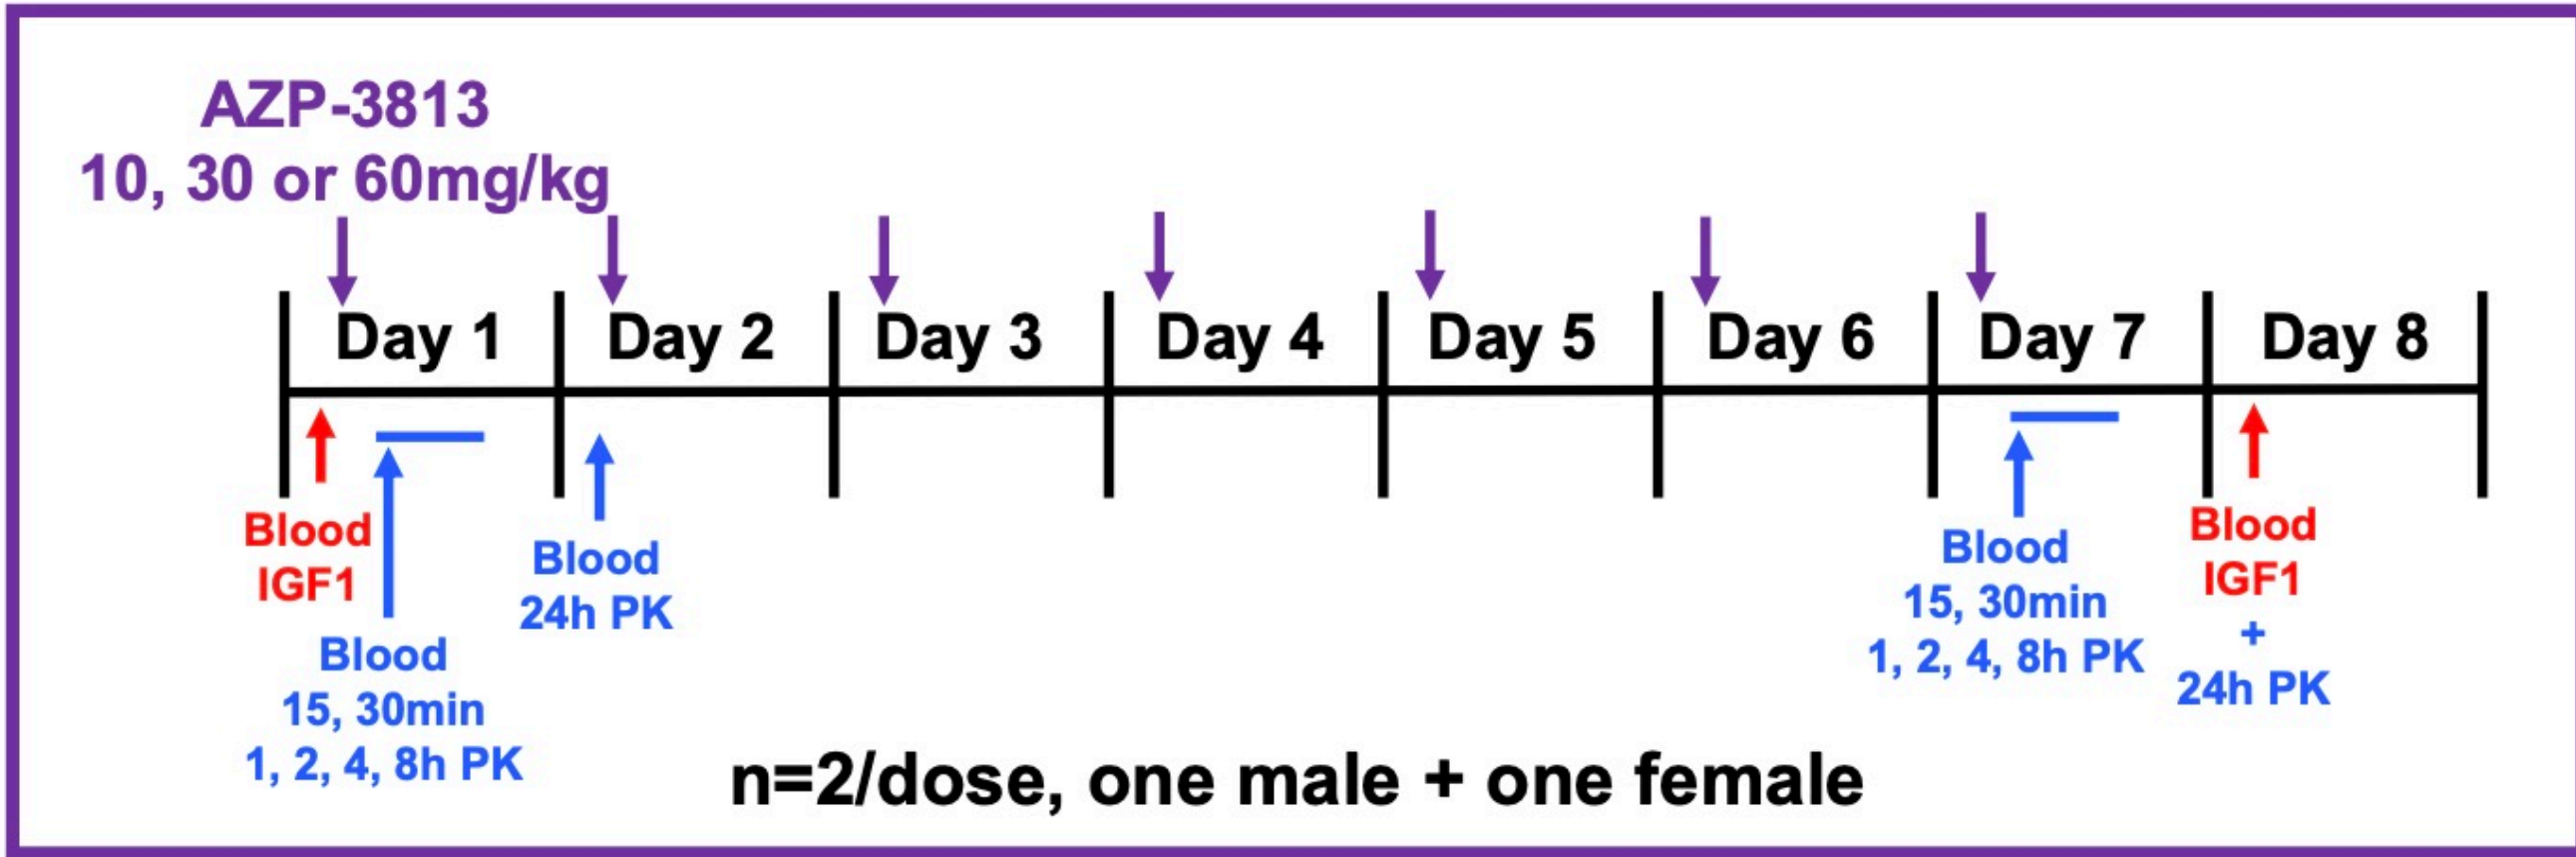 AZP-3813
10, 30 or 60mg/kg
Day 1
Day 2
Day 3
Day 4
Day 5
Day 6
Day 7
Day 8
Blood
IGF1
Blood
15, 30min
1, 2, 4, 8h PK
Blood
24h PK
Blood
15, 30min
1, 2, 4, 8h PK
Blood
IGF1
+
24h PK
n=2/dose, one male + one female